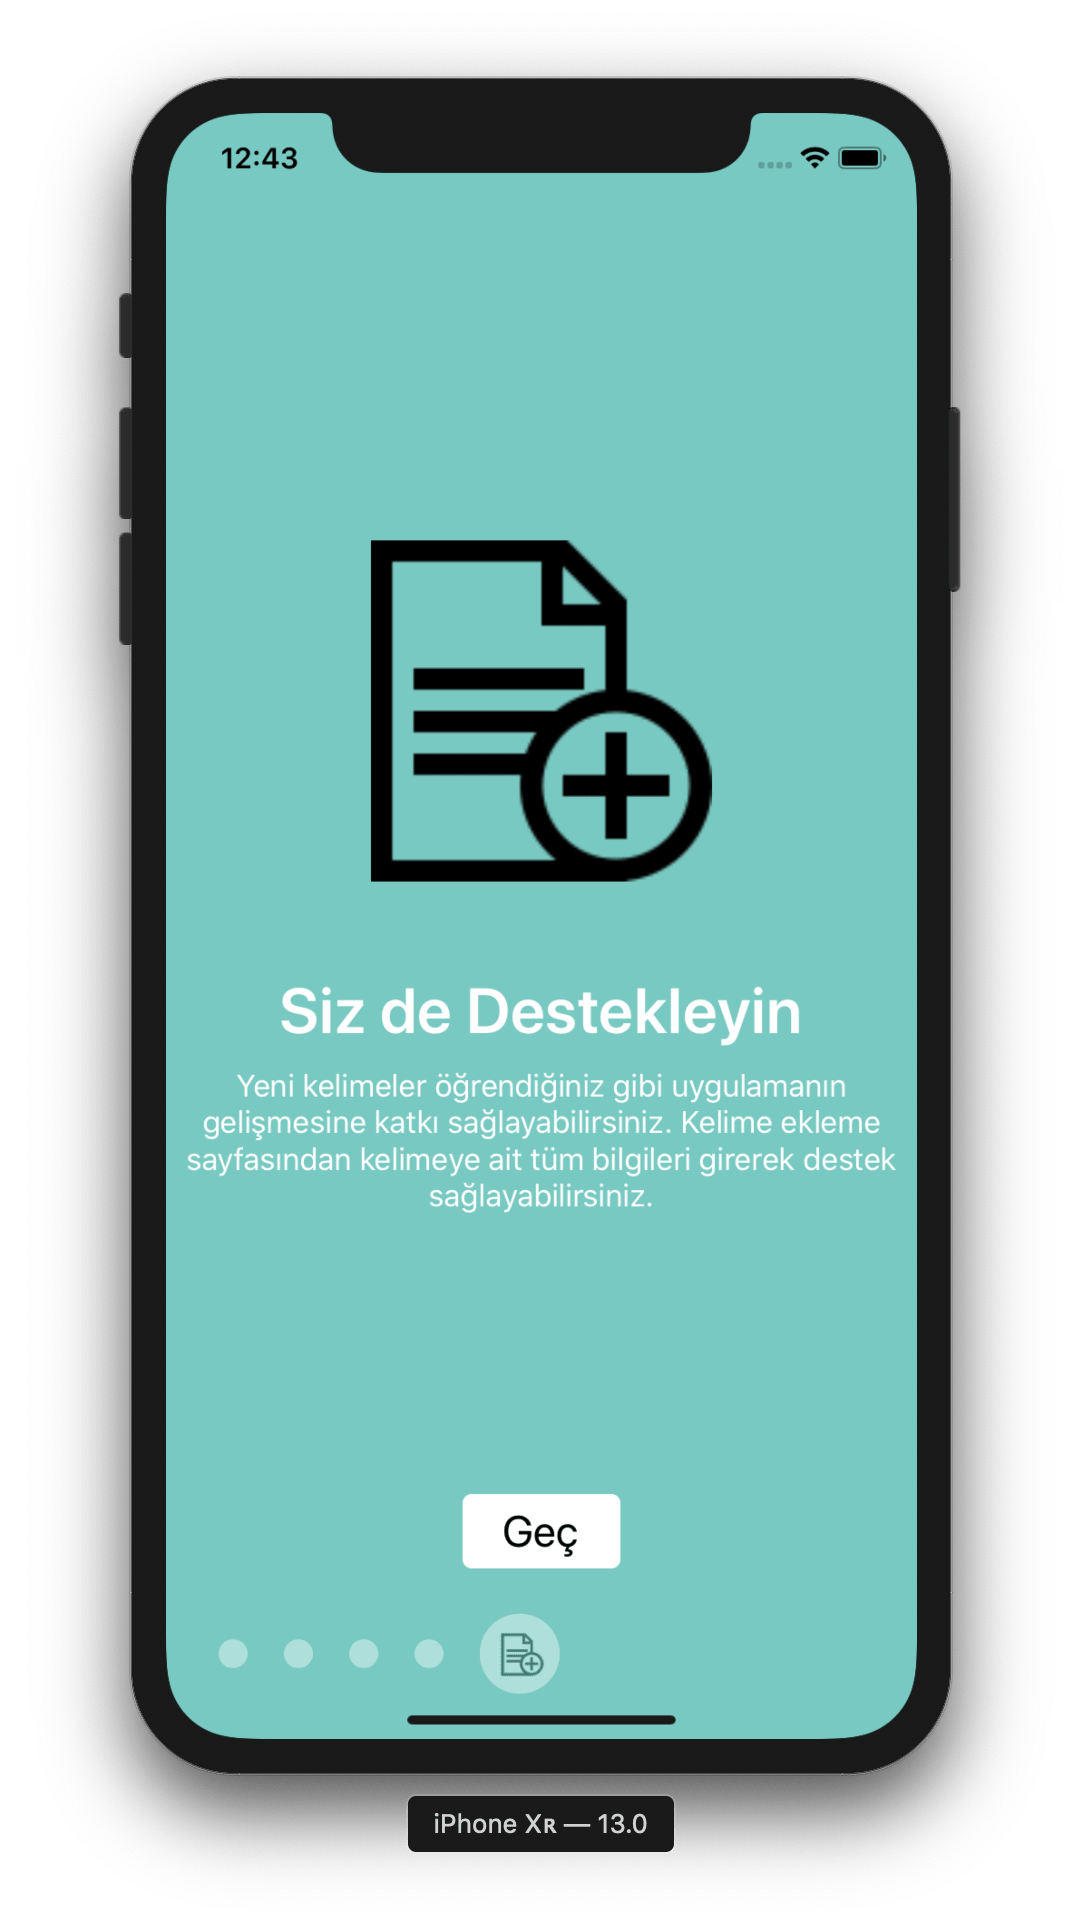 12:43
Siz de Destekleyin
Yeni kelimeler öğrendiğiniz gibi uygulamanın
gelişmesine katkı sağlayabilirsiniz. Kelime ekleme
sayfasından kelimeye ait tüm bilgileri girerek destek
sağlayabilirsiniz.
Geç
iPhone Xʀ — 13.0